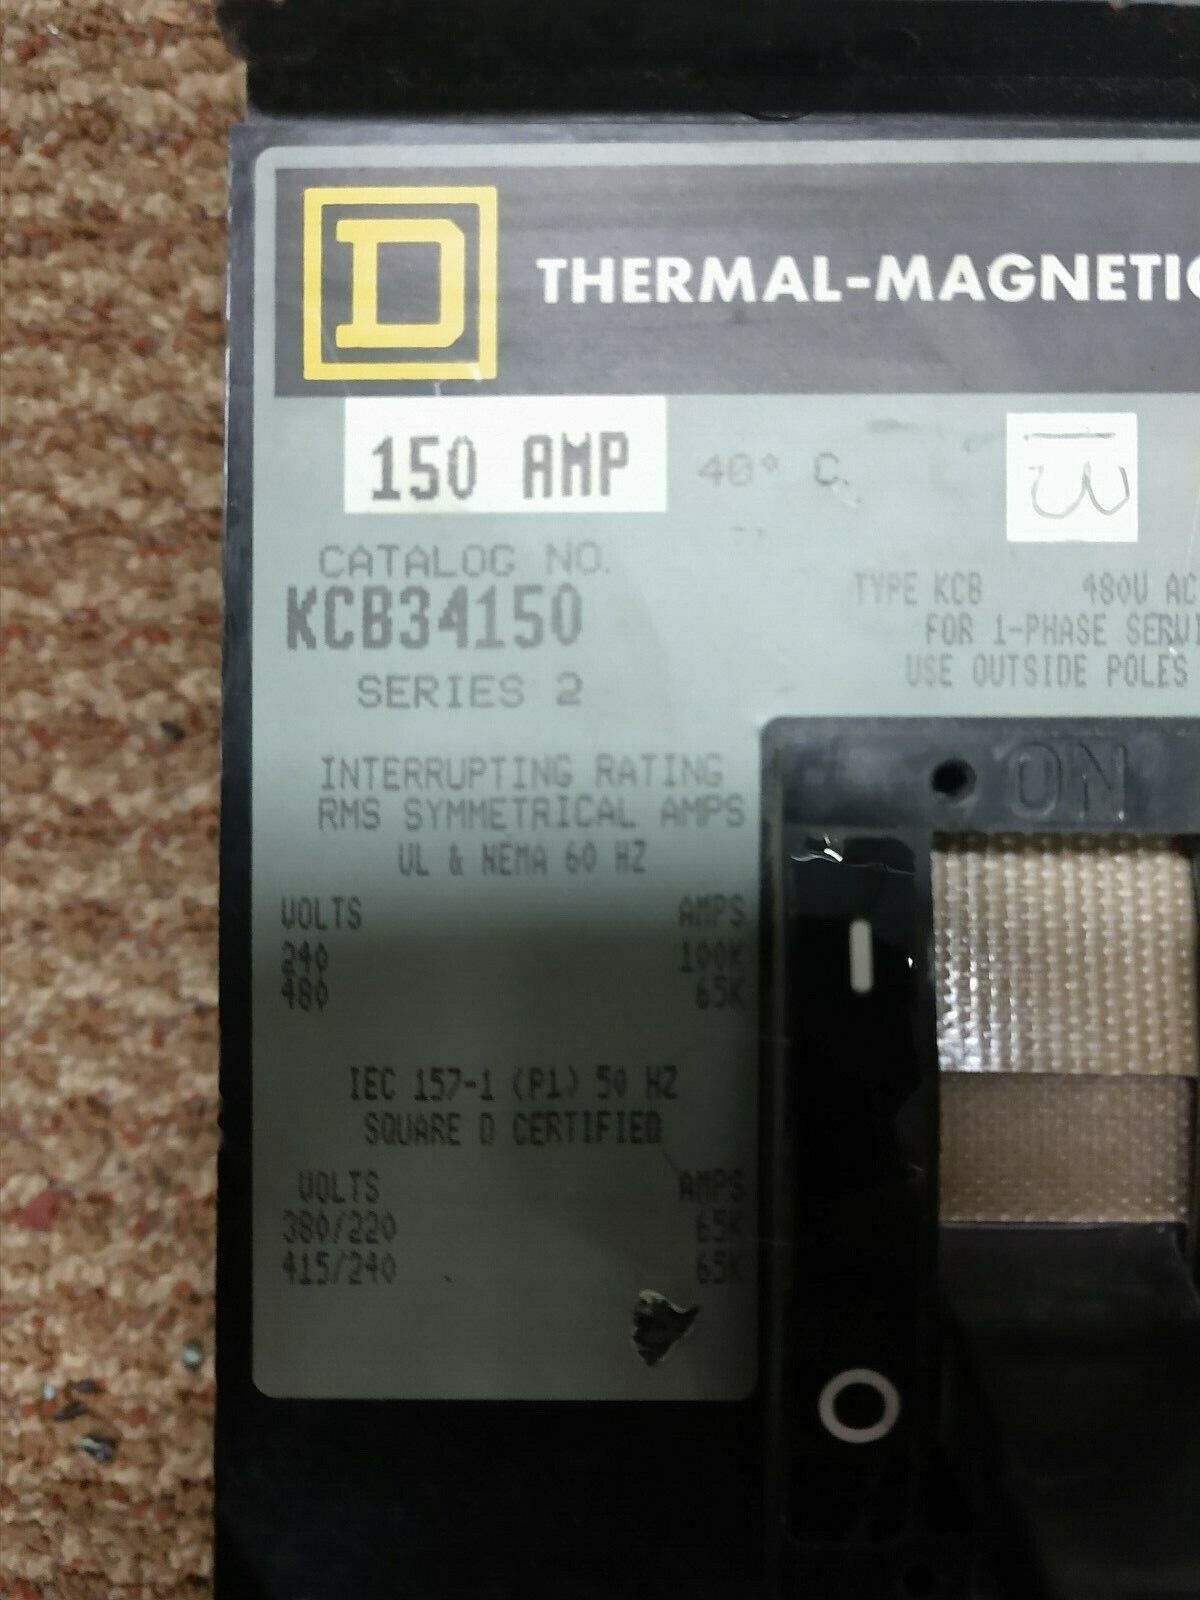 D
THERMAL-MAGNETIC
150 AMP 40° C.
CATALOG NO.
KCB34150
SERIES 2
TYPE KCB 480V AC
FOR 1-PHASE
USE OUTSIDE POLES
INTERRUPTING RATING
RMS SYMMETRICAL AMPS
UL & NEMA 60 HZ
VOLTS AMPS
240 100K
480 65K
IEC 157-1 (P1) 50 HZ
SQUARE D CERTIFIED
VOLTS AMPS
380/220 65K
415/240 65K
ON
I
O